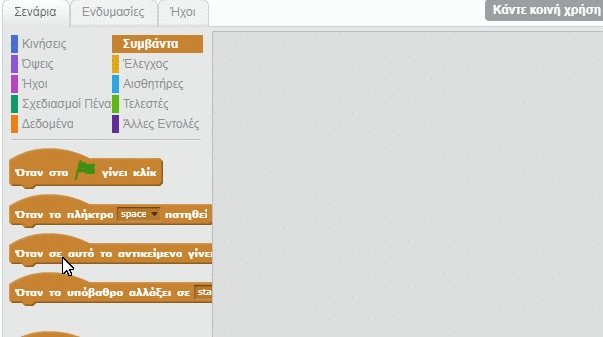 Σενάρια Ενδυμασίες Ήχοι Κάντε κοινή χρήση
Κινήσεις Συμβάντα
Όψεις Έλεγχος
Ήχοι Αισθητήρες
Σχεδιασμοί Πένα Τελεστές
Δεδομένα Άλλες Εντολές
Όταν στο γίνει κλίκ
Όταν το πλήκτρο space πατηθεί
Όταν σε αυτό το αντικείμενο γίνει
Όταν το υπόβαθρο αλλάξει σε sta